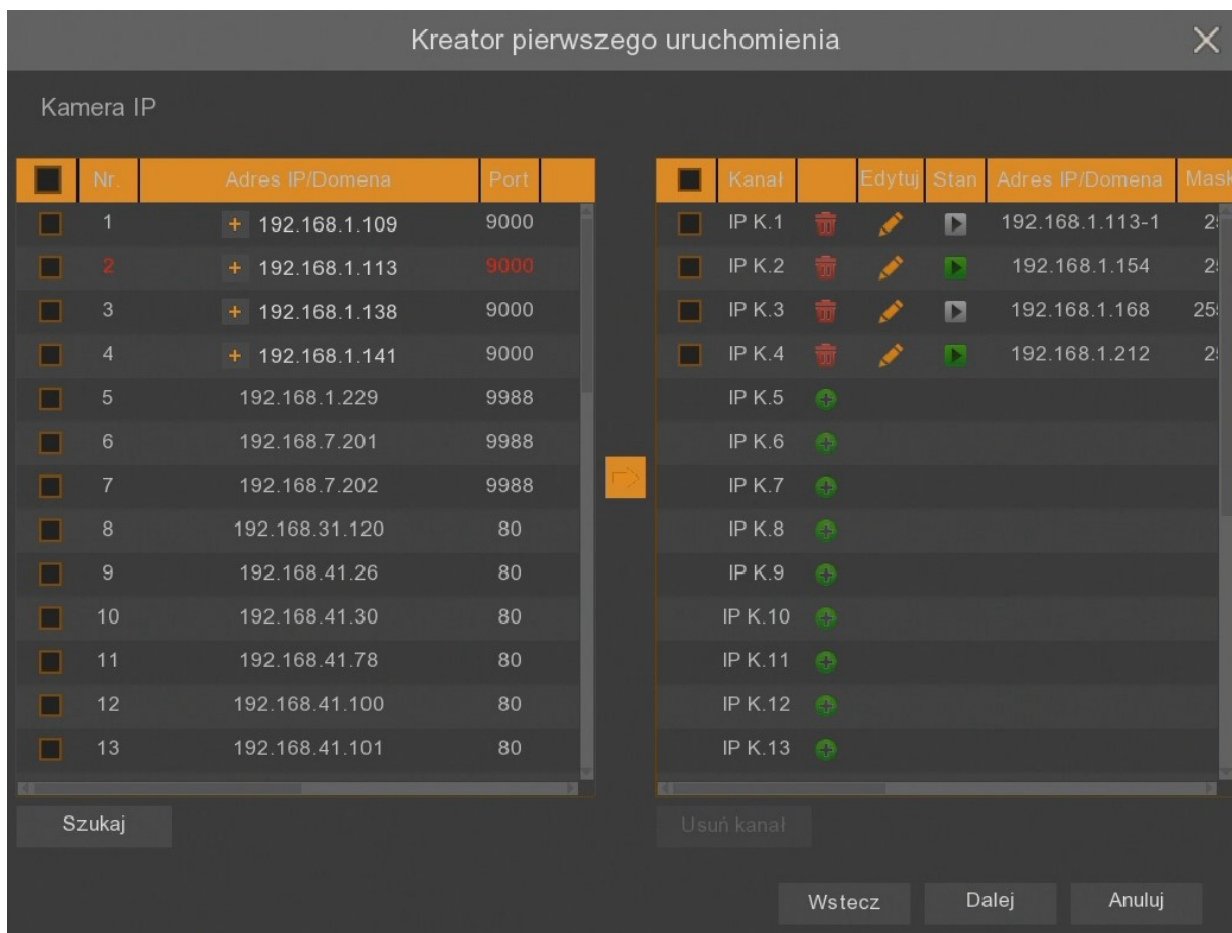 Kreator pierwszego uruchomienia
Kamera IP
Nr. Adres IP/Domena Port
1 + 192.168.1.109 9000
2 + 192.168.1.113 9000
3 + 192.168.1.138 9000
4 + 192.168.1.141 9000
5 192.168.1.229 9988
6 192.168.7.201 9988
7 192.168.7.202 9988
8 192.168.31.120 80
9 192.168.41.26 80
10 192.168.41.30 80
11 192.168.41.78 80
12 192.168.41.100 80
13 192.168.41.101 80
Szukaj
Kanał Edytuj Stan Adres IP/Domena Mask
IP K.1 192.168.1.113-1 25
IP K.2 192.168.1.154 25
IP K.3 192.168.1.168 255
IP K.4 192.168.1.212 25
IP K.5
IP K.6
IP K.7
IP K.8
IP K.9
IP K.10
IP K.11
IP K.12
IP K.13
Usuń kanał
Wstecz Dalej Anuluj